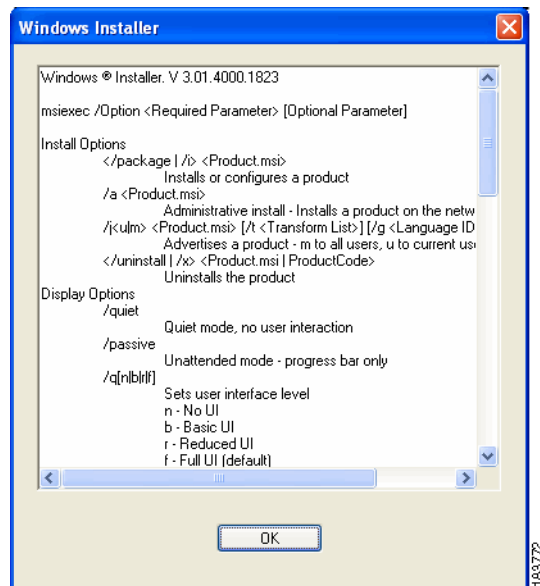 Windows Installer
Windows ® Installer. V 3.01.4000.1823
msiexec /Option <Required Parameter> [Optional Parameter]
Install Options
</package | /i> <Product.msi>
Installs or configures a product
/a <Product.msi>
Administrative install - Installs a product on the netw
/j<u|m> <Product.msi> [/t <Transform List>] [/g <Language ID
Advertises a product - m to all users, u to current use
</uninstall | /x> <Product.msi | ProductCode>
Uninstalls the product
Display Options
/quiet
Quiet mode, no user interaction
/passive
Unattended mode - progress bar only
/q[n|b|r|f]
Sets user interface level
n - No UI
b - Basic UI
r - Reduced UI
f - Full UI (default)
OK
183772